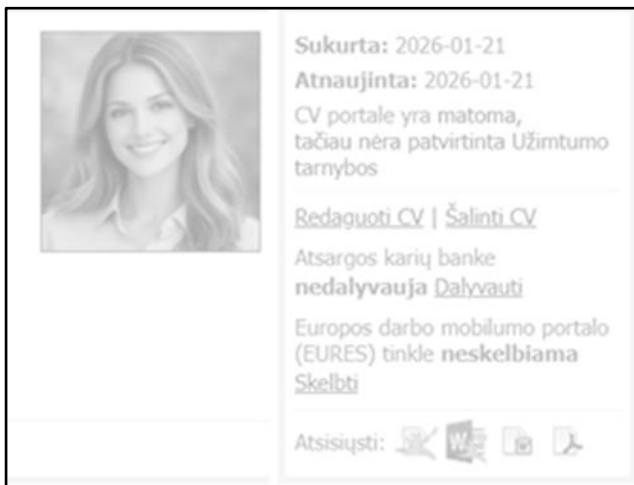 Sukurta: 2026-01-21
Atnaujinta: 2026-01-21
CV portale yra matoma,
tačiau nėra patvirtinta Užimtumo
tarnybos
Redaguoti CV | Šalinti CV
Atsargos karių banke
nedalyvauja Dalyvauti
Europos darbo mobilumo portalo
(EURES) tinkle neskelbiama
Skelbti
Atsisiųsti:
W